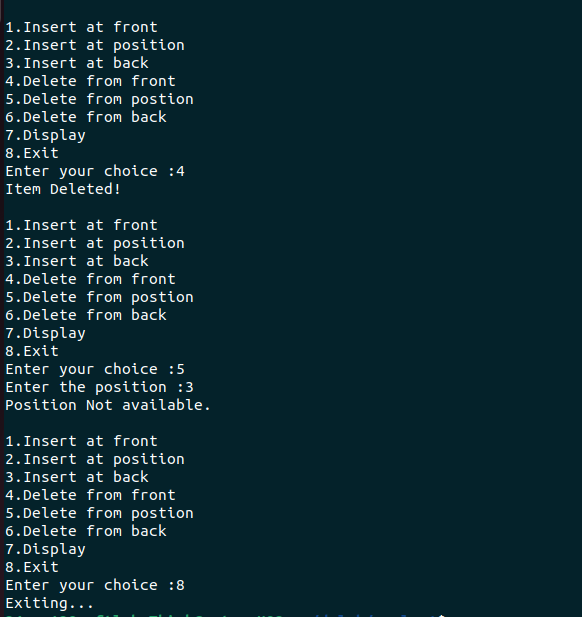 1.Insert at front
2.Insert at position
3.Insert at back
4.Delete from front
5.Delete from postion
6.Delete from back
7.Display
8.Exit
Enter your choice :4
Item Deleted!
1.Insert at front
2.Insert at position
3.Insert at back
4.Delete from front
5.Delete from postion
6.Delete from back
7.Display
8.Exit
Enter your choice :5
Enter the position :3
Position Not available.
1.Insert at front
2.Insert at position
3.Insert at back
4.Delete from front
5.Delete from postion
6.Delete from back
7.Display
8.Exit
Enter your choice :8
Exiting...